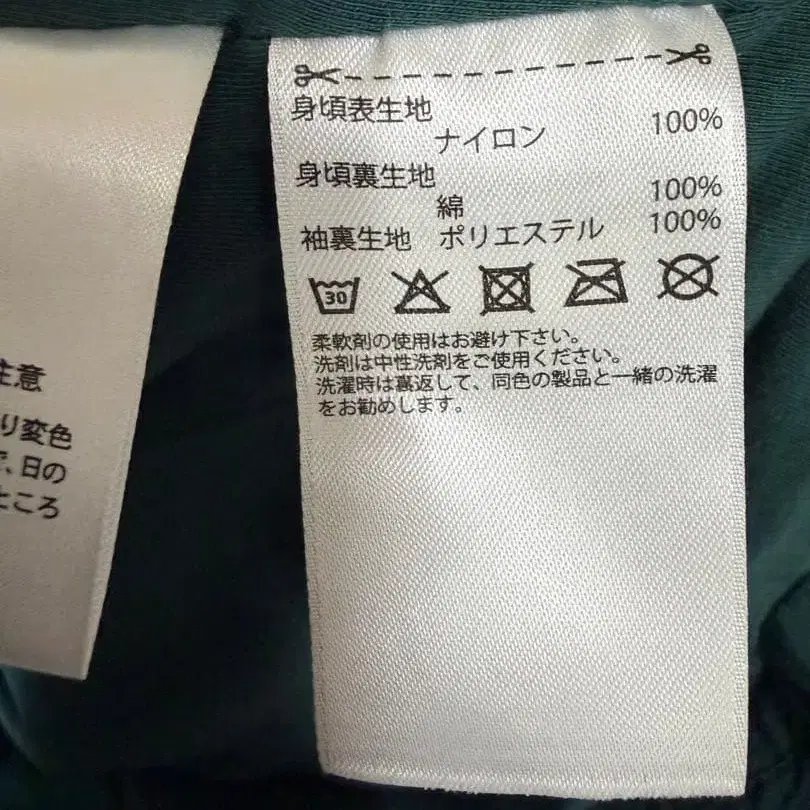 身頃表生地
ナイロン 100%
身頃裏生地
綿 100%
袖裏生地 ポリエステル 100%
30
柔軟剤の使用はお避け下さい。
洗剤は中性洗剤をご使用ください。
洗濯時は裏返して、同色の製品と一緒の洗濯
をお勧めします。
注意
り変色
、日の
ところ